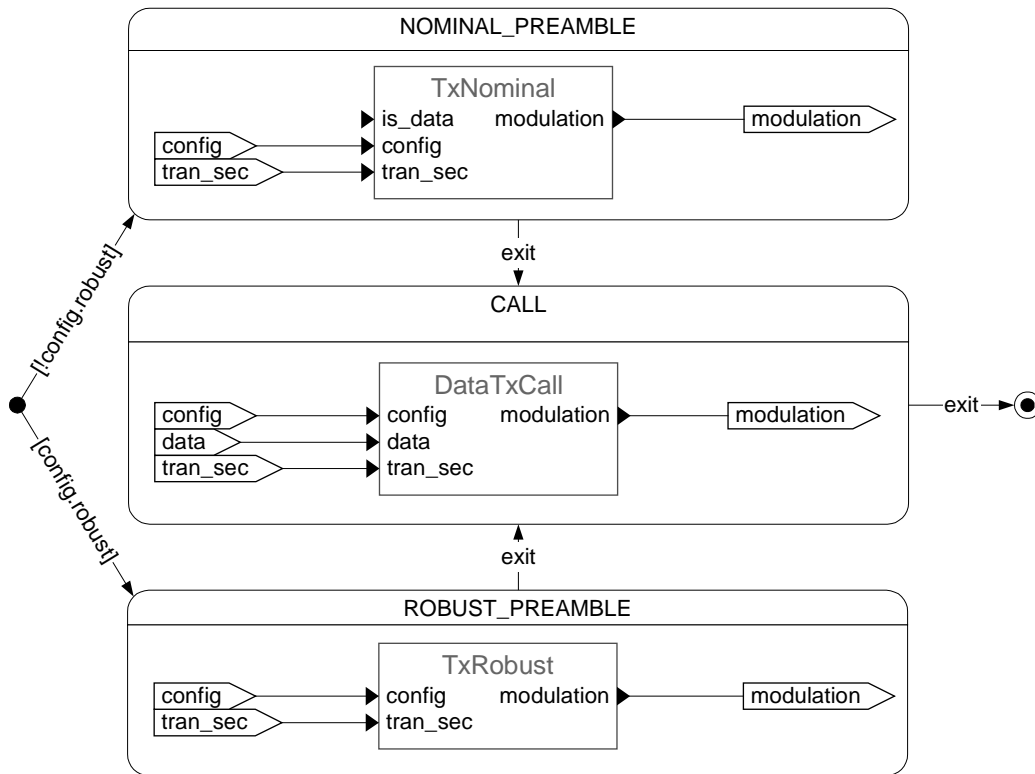 NOMINAL_PREAMBLE
TxNominal
is_data modulation modulation
config config
tran_sec tran_sec
[!config.robust]
exit
CALL
DataTxCall
config config modulation modulation
data data
tran_sec tran_sec
exit
[config.robust]
exit
ROBUST_PREAMBLE
TxRobust
config config modulation modulation
tran_sec tran_sec